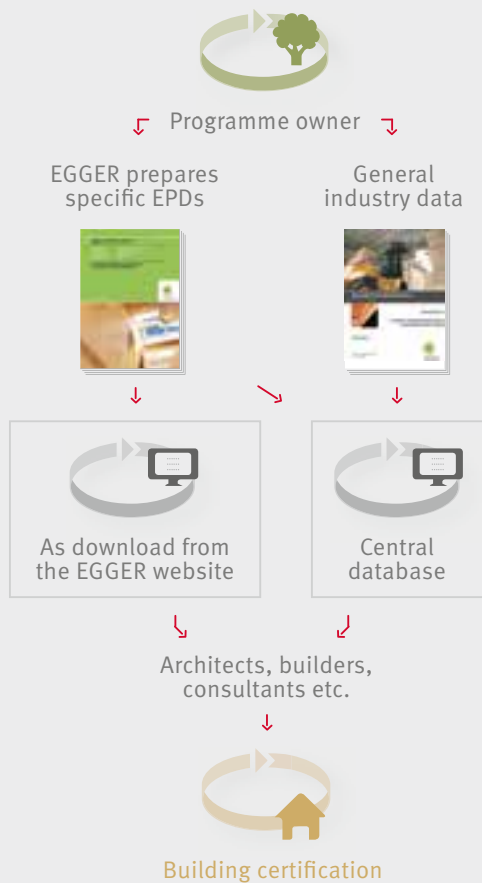 Programme owner
EGGER prepares
specific EPDs
General
industry data
As download from
the EGGER website
Central
database
Architects, builders,
consultants etc.
Building certification